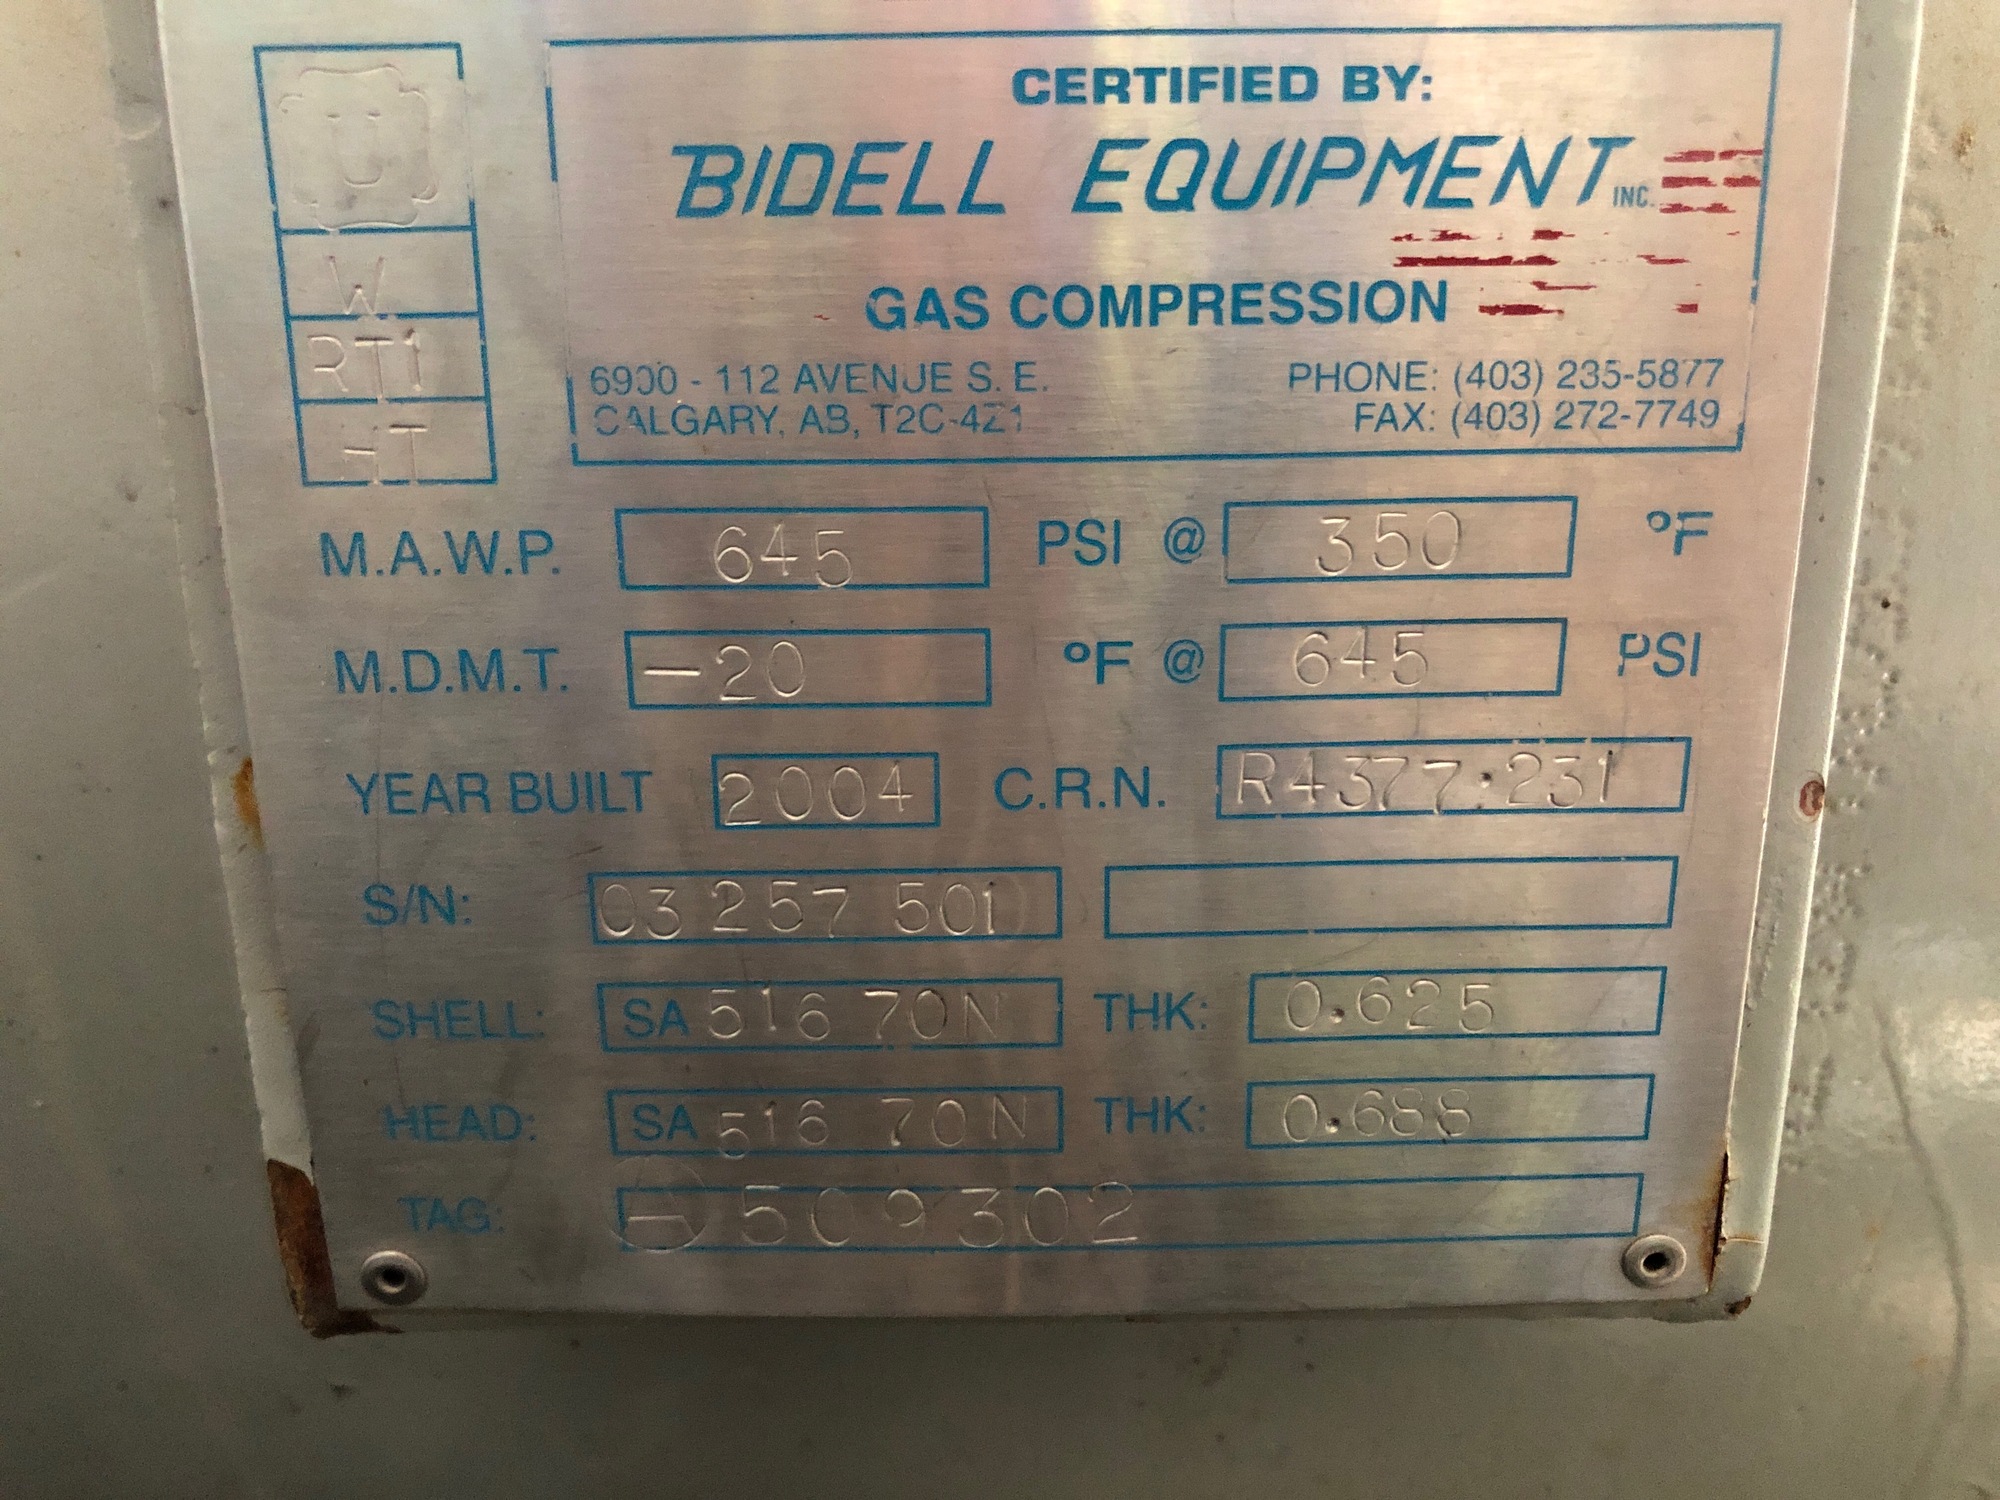 U
W
RT1
HT
CERTIFIED BY:
BIDELL EQUIPMENT INC.
GAS COMPRESSION
6900 - 112 AVENUE S. E.
CALGARY, AB, T2C-4Z1
PHONE: (403) 235-5877
FAX: (403) 272-7749
M.A.W.P. 645 PSI @ 350 °F
M.D.M.T. -20 °F @ 645 PSI
YEAR BUILT 2004 C.R.N. R4377.231
S/N: 03 257 501
SHELL: SA 516 70N THK: 0.625
HEAD: SA 516 70N THK: 0.688
TAG: 509302